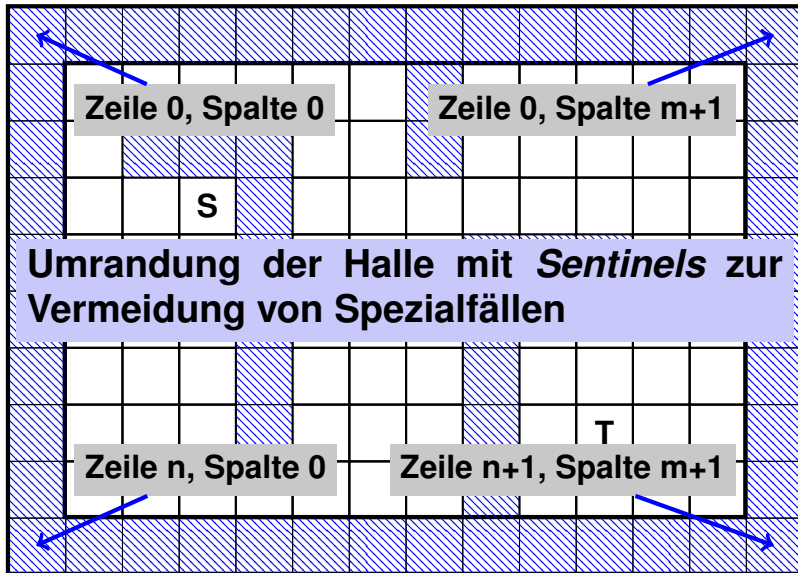 Zeile 0, Spalte 0
Zeile 0, Spalte m+1
S
Umrandung der Halle mit Sentinels zur
Vermeidung von Spezialfällen
T
Zeile n, Spalte 0
Zeile n+1, Spalte m+1